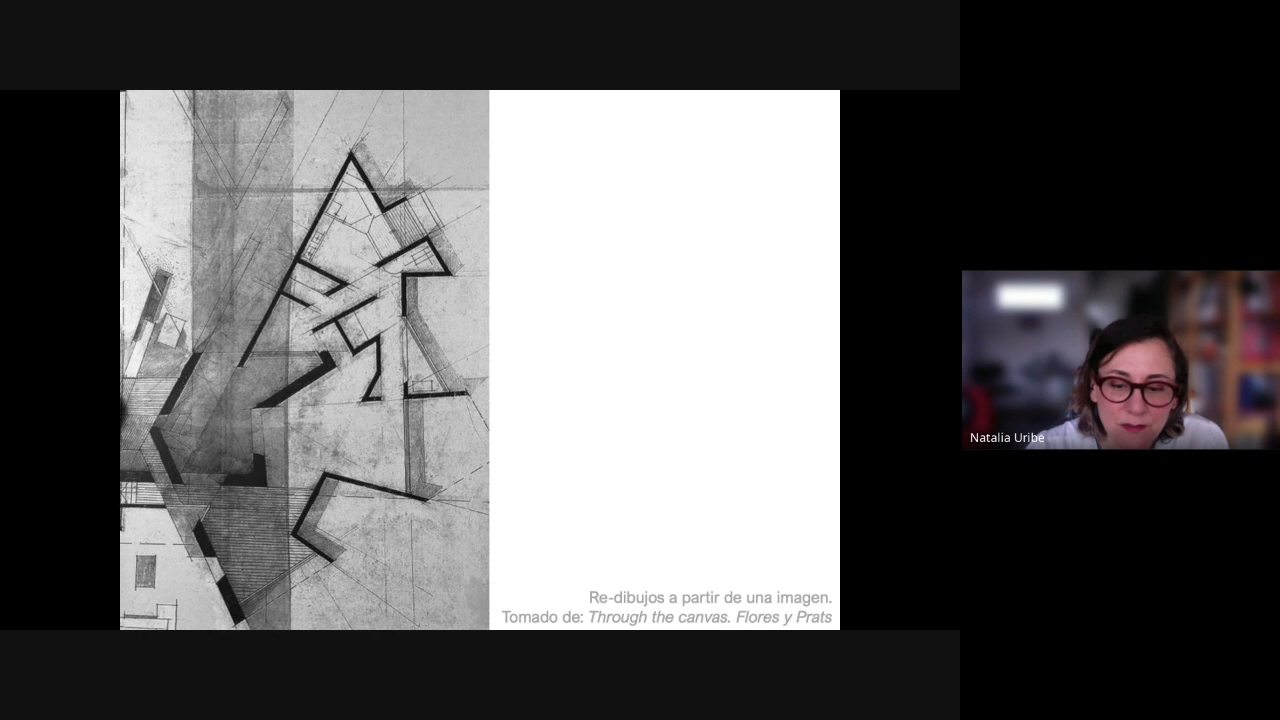 Re-dibujos a partir de una imagen.
Tomado de: Through the canvas. Flores y Prats
Natalia Uribe